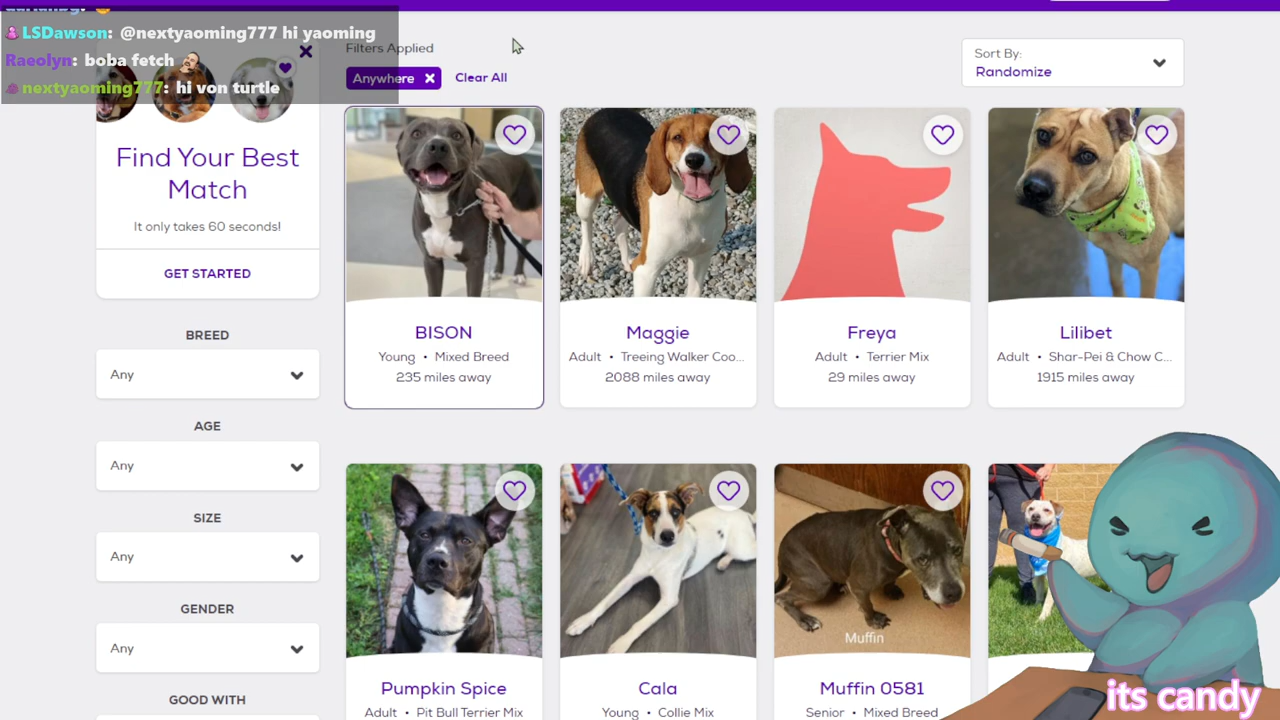 LSDawson: @nextyaoming777 hi yaoming
Raeolyn: boba fetch
nextyaoming777: hi von turtle
Filters Applied
Anywhere
Clear All
Sort By:
Randomize
Find Your Best
Match
It only takes 60 seconds!
GET STARTED
BREED
Any
AGE
Any
SIZE
Any
GENDER
Any
GOOD WITH
BISON
Young • Mixed Breed
235 miles away
Maggie
Adult • Treeing Walker Coo...
2088 miles away
Freya
Adult • Terrier Mix
29 miles away
Lilibet
Adult • Shar-Pei & Chow C...
1915 miles away
Pumpkin Spice
Adult • Pit Bull Terrier Mix
Cala
Young • Collie Mix
Muffin
Muffin 0581
Senior • Mixed Breed
its candy